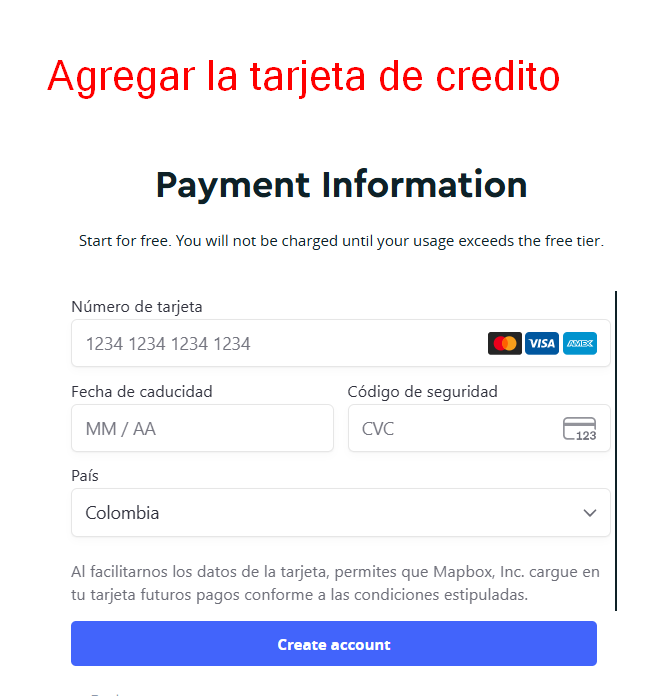 Agregar la tarjeta de credito
Payment Information
Start for free. You will not be charged until your usage exceeds the free tier.
Número de tarjeta
1234 1234 1234 1234 VISA AMEX
Fecha de caducidad Código de seguridad
MM / AA CVC 123
País
Colombia
Al facilitarnos los datos de la tarjeta, permites que Mapbox, Inc. cargue en
tu tarjeta futuros pagos conforme a las condiciones estipuladas.
Create account